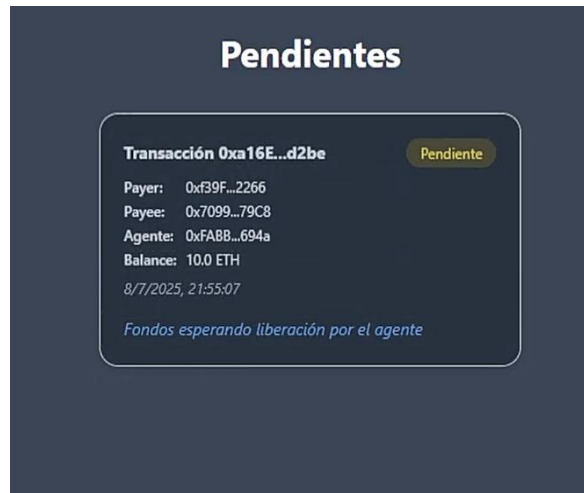 Pendientes
Transacción 0xa16E...d2be Pendiente
Payer: 0xf39F...2266
Payee: 0x7099...79C8
Agente: 0xFABB...694a
Balance: 10.0 ETH
8/7/2025, 21:55:07
Fondos esperando liberación por el agente